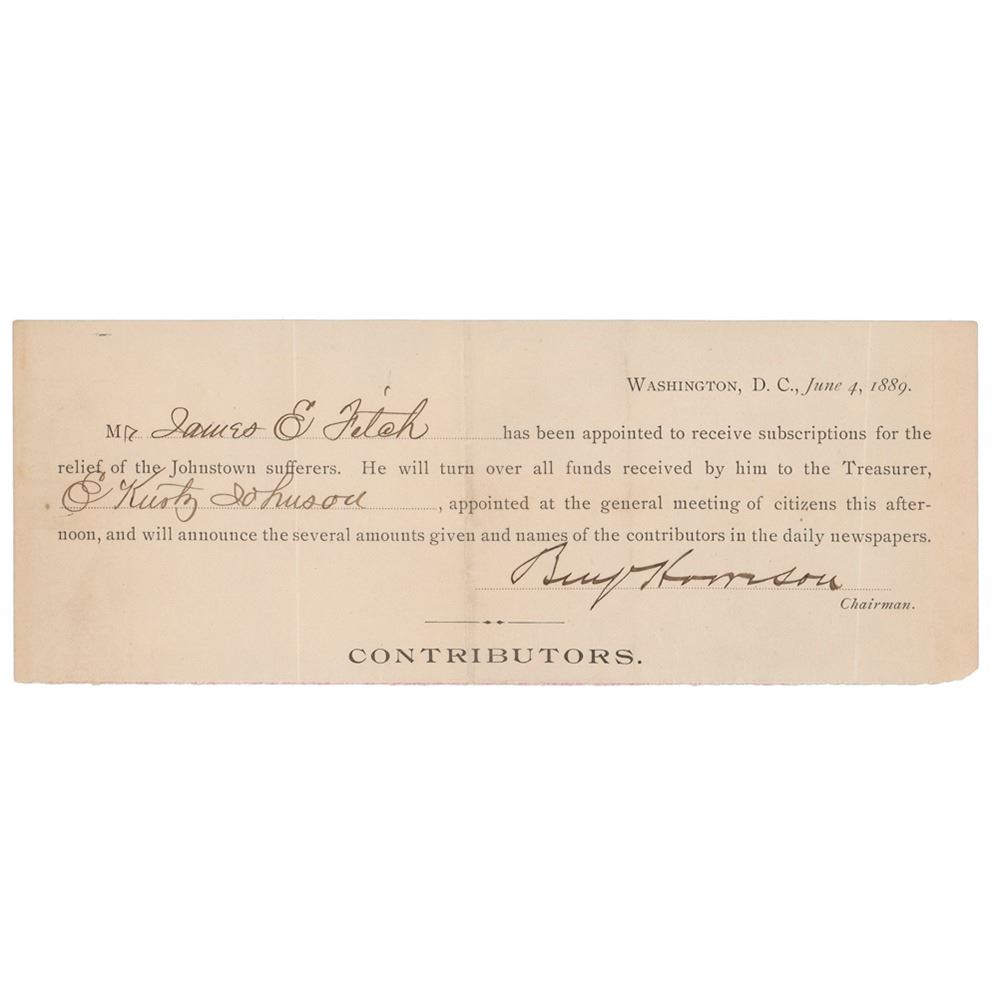 Washington, D. C., June 4, 1889.
Mr James E Fitch has been appointed to receive subscriptions for the
relief of the Johnstown sufferers. He will turn over all funds received by him to the Treasurer,
E Kurtz Johnson, appointed at the general meeting of citizens this after-
noon, and will announce the several amounts given and names of the contributors in the daily newspapers.
Benj Harrison
Chairman.
CONTRIBUTORS.